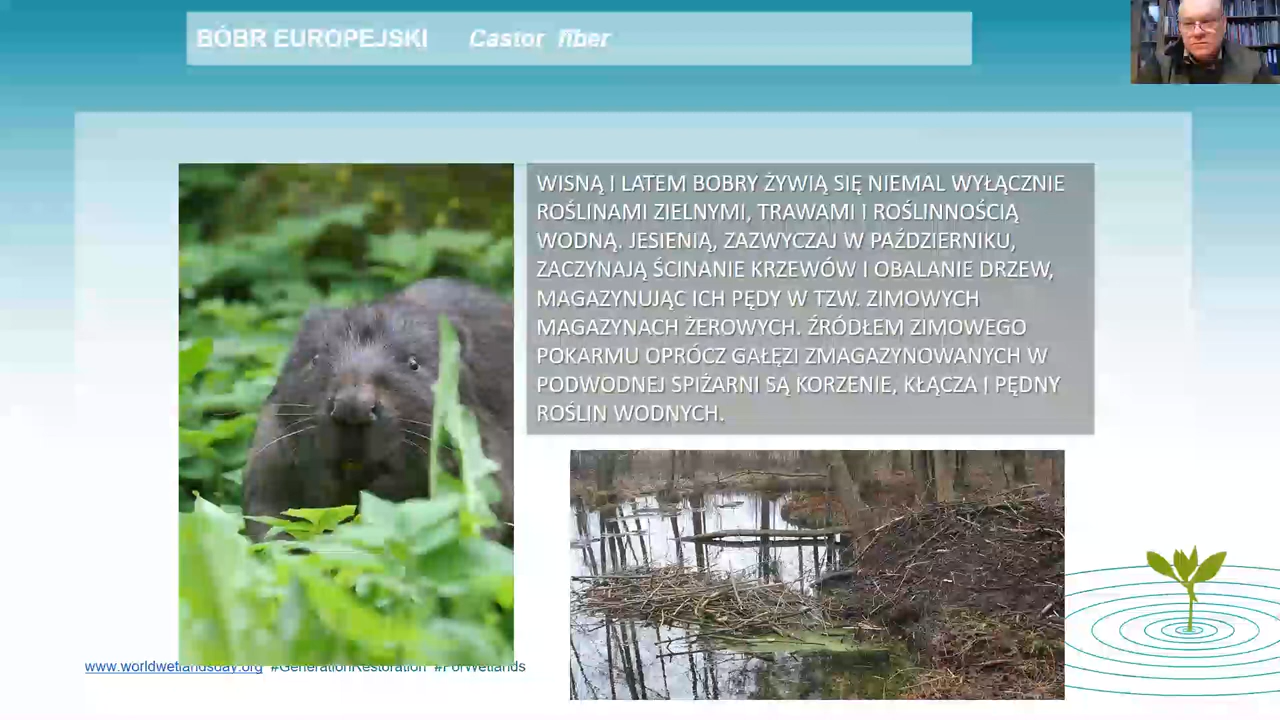 BÓBR EUROPEJSKI Castor fiber
WISNĄ I LATEM BOBRY ŻYWIĄ SIĘ NIEMAL WYŁĄCZNIE
ROŚLINAMI ZIELNYMI, TRAWAMI I ROŚLINNOŚCIĄ
WODNĄ. JESIENIĄ, ZAZWYCZAJ W PAŹDZIERNIKU,
ZACZYNAJĄ ŚCINANIE KRZEWÓW I OBALANIE DRZEW,
MAGAZYNUJĄC ICH PĘDY W TZW. ZIMOWYCH
MAGAZYNACH ŻEROWYCH. ŹRÓDŁEM ZIMOWEGO
POKARMU OPRÓCZ GAŁĘZI ZMAGAZYNOWANYCH W
PODWODNEJ SPIŻARNI SĄ KORZENIE, KŁĄCZA I PĘDNY
ROŚLIN WODNYCH.
www.worldwetlandsday.org #GenerationRestoration #ForWetlands